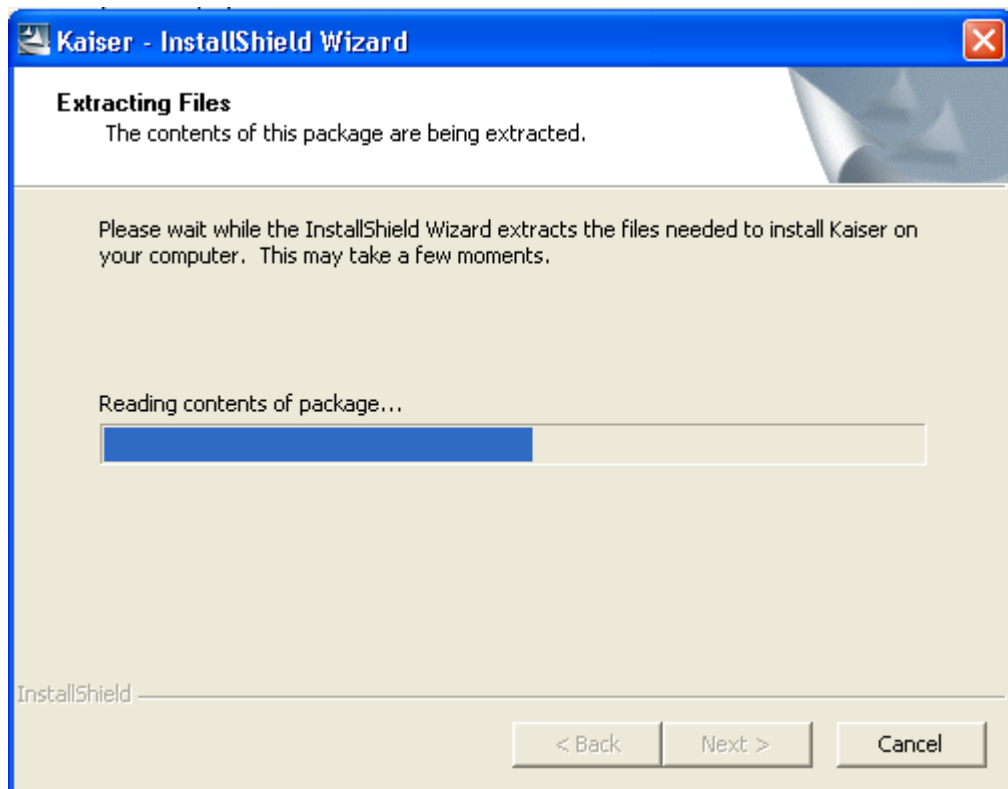 Kaiser - InstallShield Wizard
Extracting Files
The contents of this package are being extracted.
Please wait while the InstallShield Wizard extracts the files needed to install Kaiser on
your computer.  This may take a few moments.
Reading contents of package...
InstallShield
< Back
Next >
Cancel